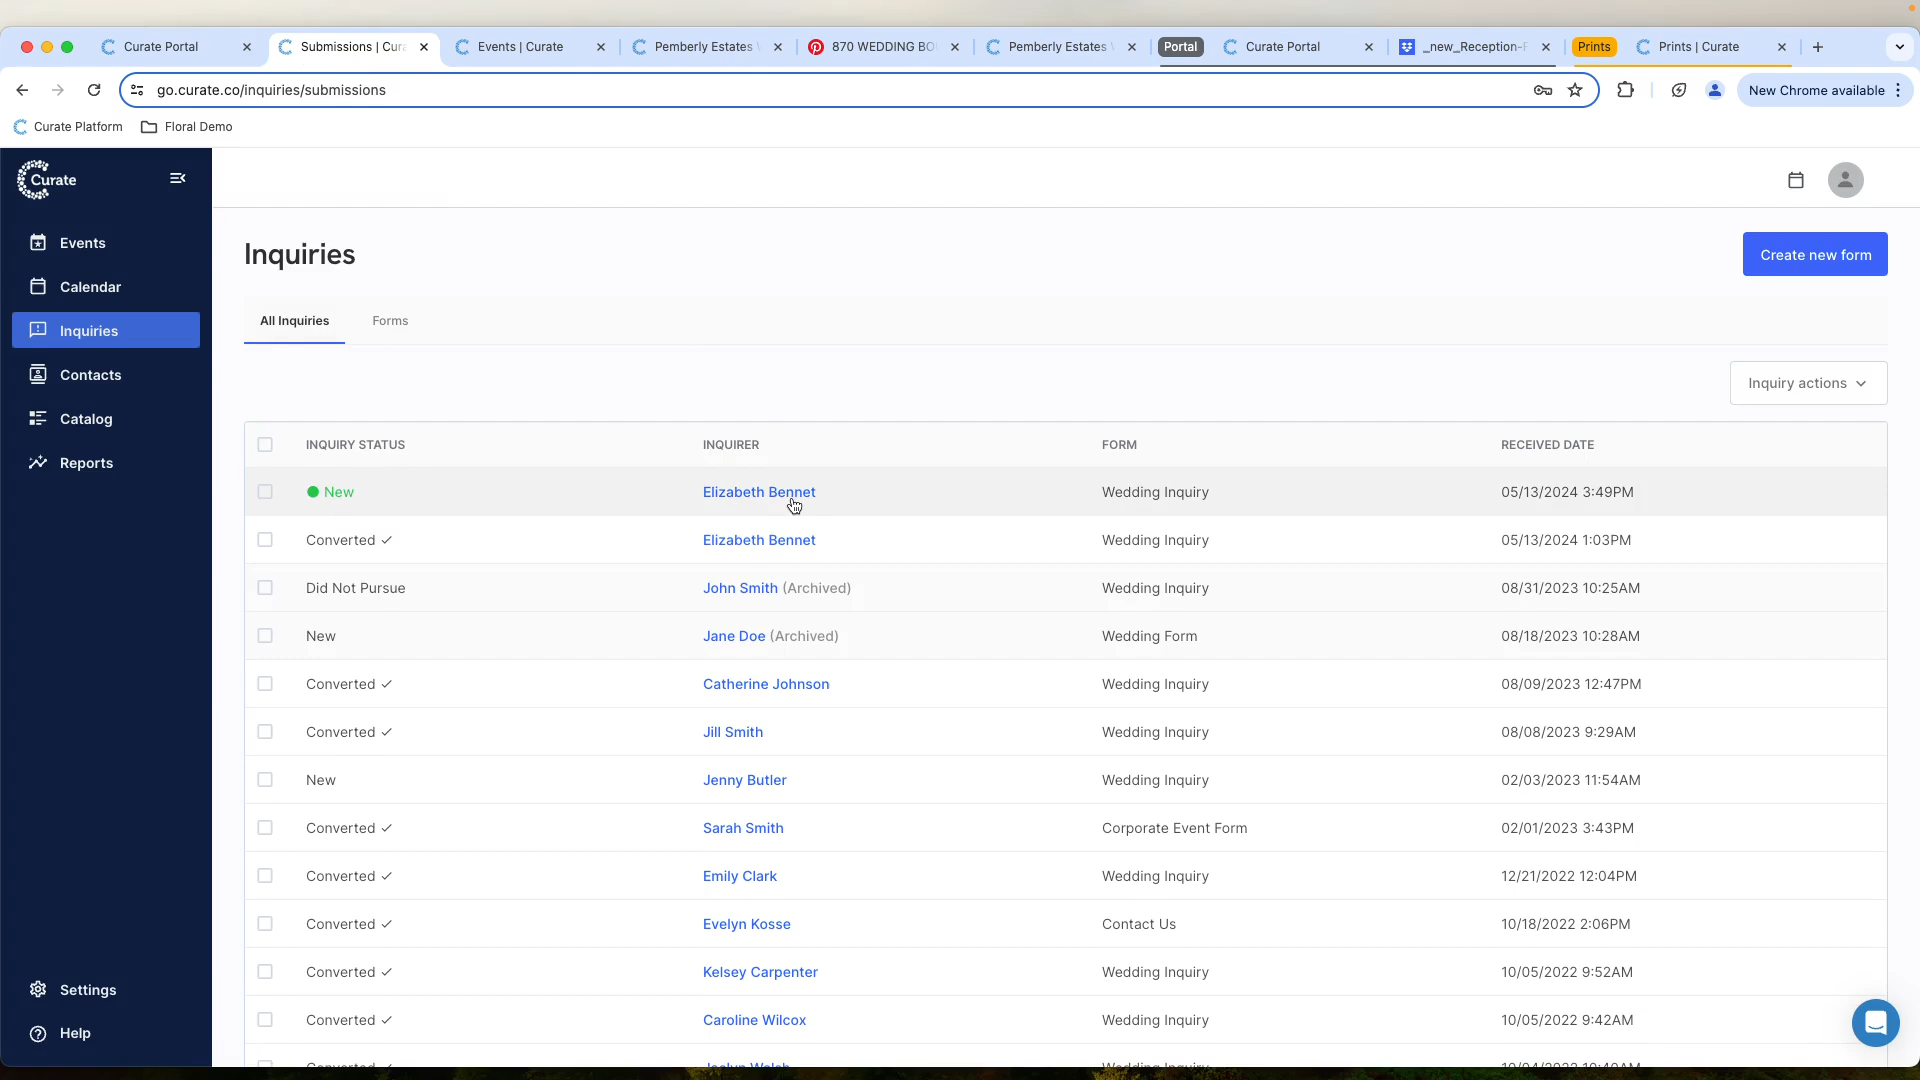 Curate Portal
Submissions | Cura
Events | Curate
Pemberly Estates
870 WEDDING BO
Pemberly Estates
Portal
Curate Portal
_new_Reception-F
Prints
Prints | Curate
go.curate.co/inquiries/submissions
New Chrome available
Curate Platform
Floral Demo
Curate
Events
Calendar
Inquiries
Contacts
Catalog
Reports
Settings
Help
Inquiries
Create new form
All Inquiries Forms
Inquiry actions
INQUIRY STATUS INQUIRER FORM RECEIVED DATE
New Elizabeth Bennet Wedding Inquiry 05/13/2024 3:49PM
Converted ✓ Elizabeth Bennet Wedding Inquiry 05/13/2024 1:03PM
Did Not Pursue John Smith (Archived) Wedding Inquiry 08/31/2023 10:25AM
New Jane Doe (Archived) Wedding Form 08/18/2023 10:28AM
Converted ✓ Catherine Johnson Wedding Inquiry 08/09/2023 12:47PM
Converted ✓ Jill Smith Wedding Inquiry 08/08/2023 9:29AM
New Jenny Butler Wedding Inquiry 02/03/2023 11:54AM
Converted ✓ Sarah Smith Corporate Event Form 02/01/2023 3:43PM
Converted ✓ Emily Clark Wedding Inquiry 12/21/2022 12:04PM
Converted ✓ Evelyn Kosse Contact Us 10/18/2022 2:06PM
Converted ✓ Kelsey Carpenter Wedding Inquiry 10/05/2022 9:52AM
Converted ✓ Caroline Wilcox Wedding Inquiry 10/05/2022 9:42AM